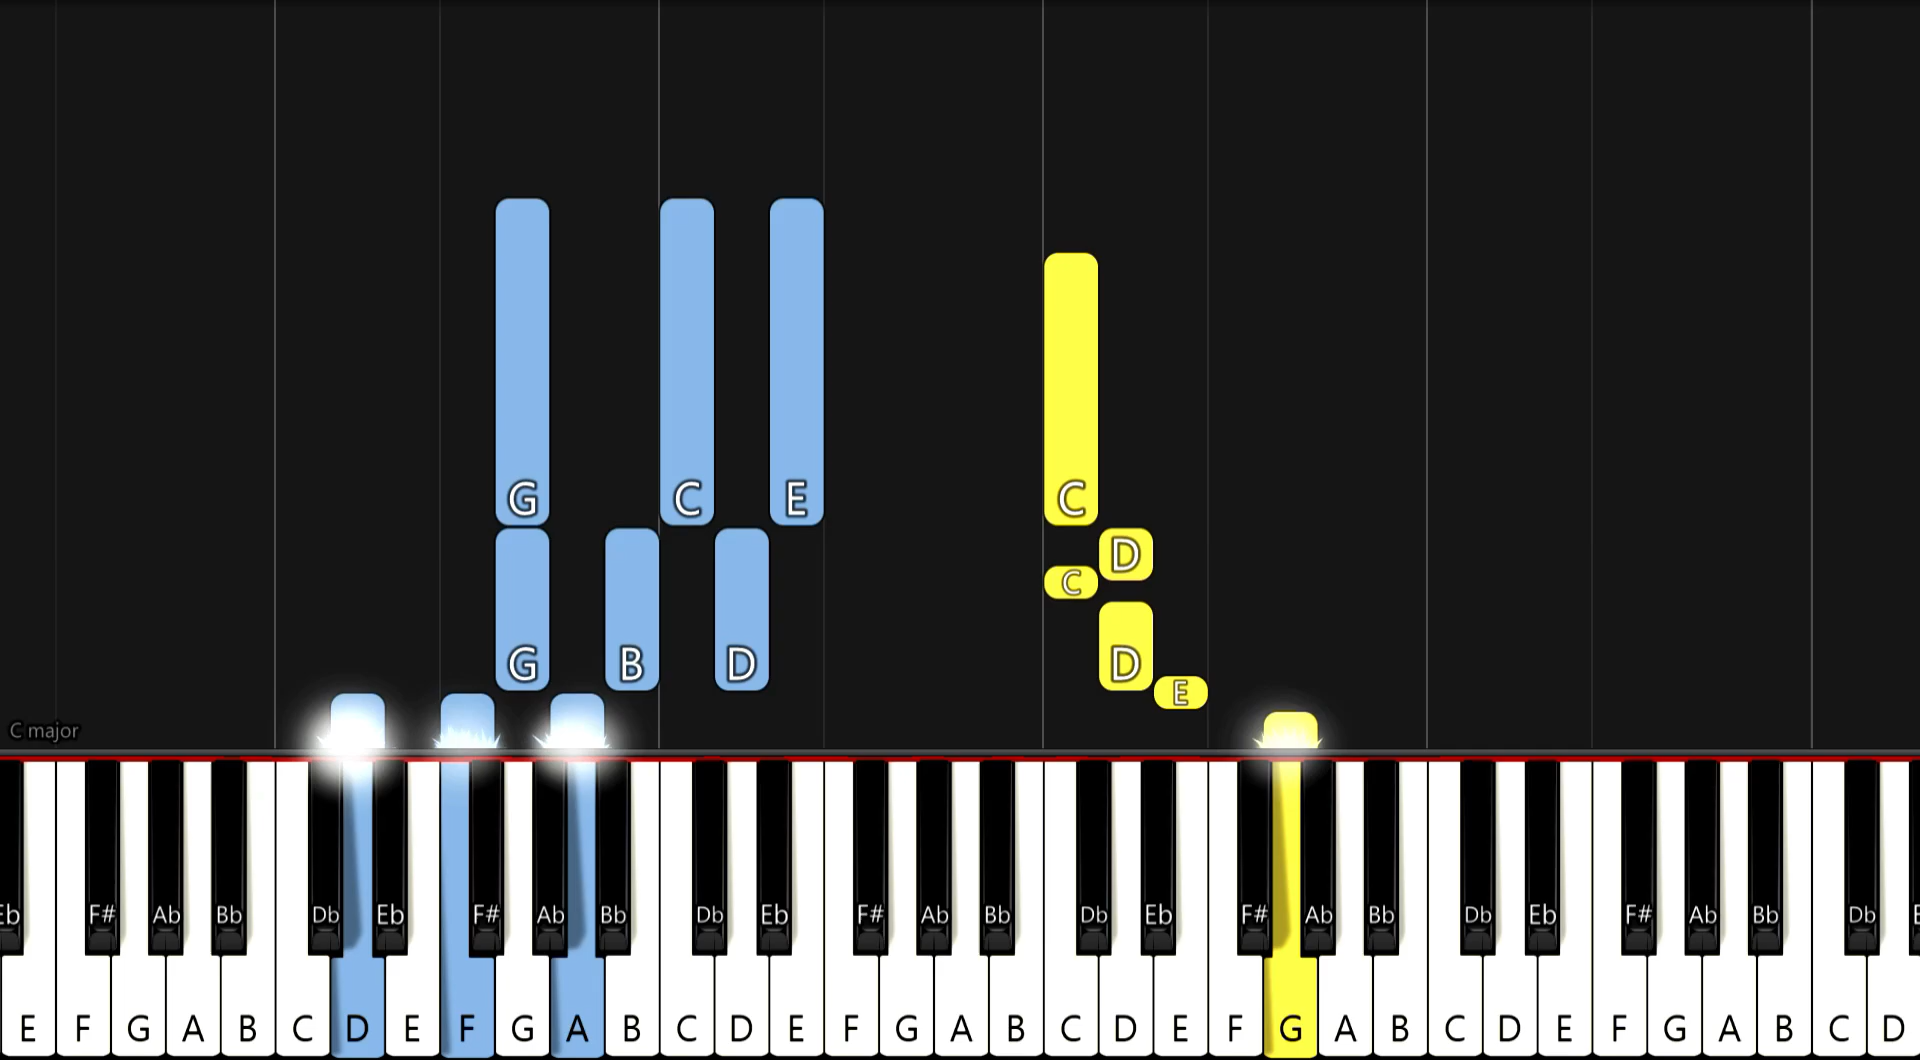 G C E C
D
C
G B D D
E
C major
Eb F# Ab Bb Db Eb F# Ab Bb Db Eb F# Ab Bb Db Eb F# Ab Bb Db Eb F# Ab Bb Db
E F G A B C D E F G A B C D E F G A B C D E F G A B C D E F G A B C D